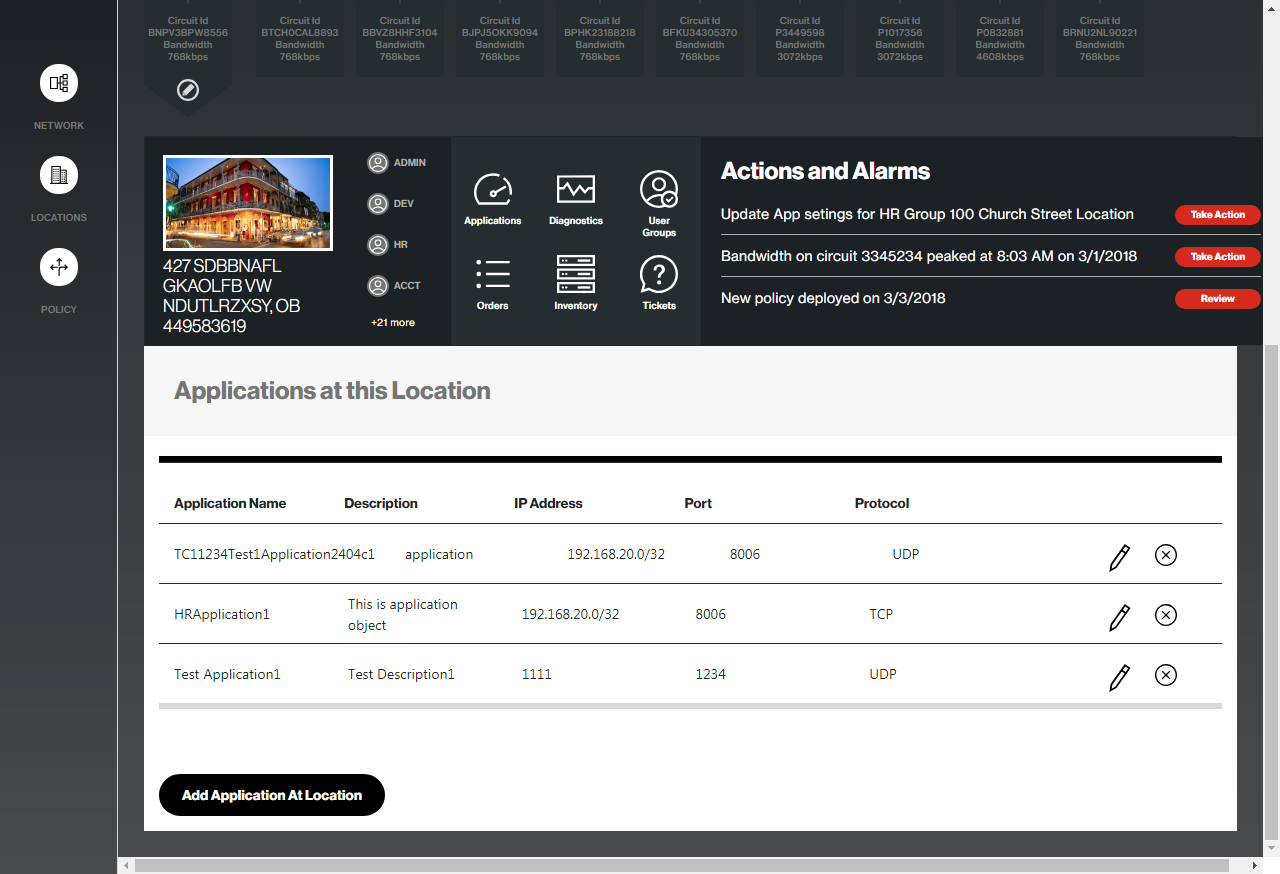 Circuit Id
BNPV3BPW8556
Bandwidth
768kbps
Circuit Id
BTCH0CAL8893
Bandwidth
768kbps
Circuit Id
BBVZ8HHF3104
Bandwidth
768kbps
Circuit Id
BJPJ5OKK9094
Bandwidth
768kbps
Circuit Id
BPHK23188218
Bandwidth
768kbps
Circuit Id
BFKU34305370
Bandwidth
768kbps
Circuit Id
P3449598
Bandwidth
3072kbps
Circuit Id
P1017356
Bandwidth
3072kbps
Circuit Id
P0832881
Bandwidth
4608kbps
Circuit Id
BRNU2NL90221
Bandwidth
768kbps
NETWORK
LOCATIONS
POLICY
427 SDBBNAFL
GKAOLFB VW
NDUTLRZXSY, OB
449583619
ADMIN
DEV
HR
ACCT
+21 more
Applications
Diagnostics
User
Groups
Orders
Inventory
Tickets
Actions and Alarms
Update App setings for HR Group 100 Church Street Location
Take Action
Bandwidth on circuit 3345234 peaked at 8:03 AM on 3/1/2018
Take Action
New policy deployed on 3/3/2018
Review
Applications at this Location
Application Name Description IP Address Port Protocol
TC11234Test1Application2404c1 application 192.168.20.0/32 8006 UDP
HRApplication1 This is application object 192.168.20.0/32 8006 TCP
Test Application1 Test Description1 1111 1234 UDP
Add Application At Location